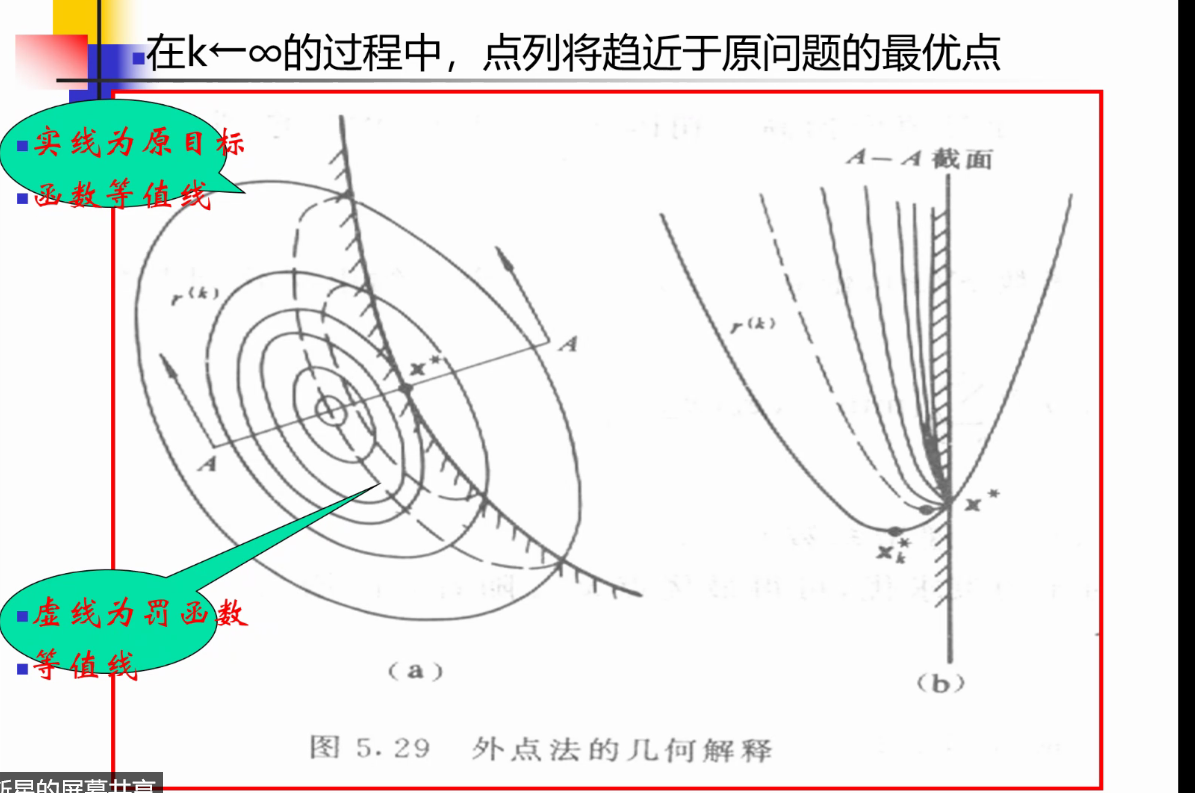 在k←∞的过程中，点列将趋近于原问题的最优点
实线为原目标
函数等值线
A－A 截面
r⁽ᵏ⁾
r⁽ᵏ⁾
x*
A
A
x*
x*k
虚线为罚函数
等值线
(a)
(b)
图 5.29 外点法的几何解释
的屏幕共享